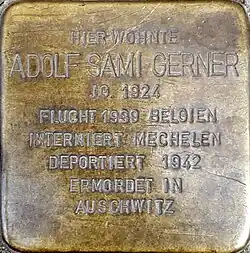 HIER WOHNTE
ADOLF SAMI GERNER
JG. 1924
FLUCHT 1939 BELGIEN
INTERNIERT MECHELEN
DEPORTIERT 1942
ERMORDET IN
AUSCHWITZ